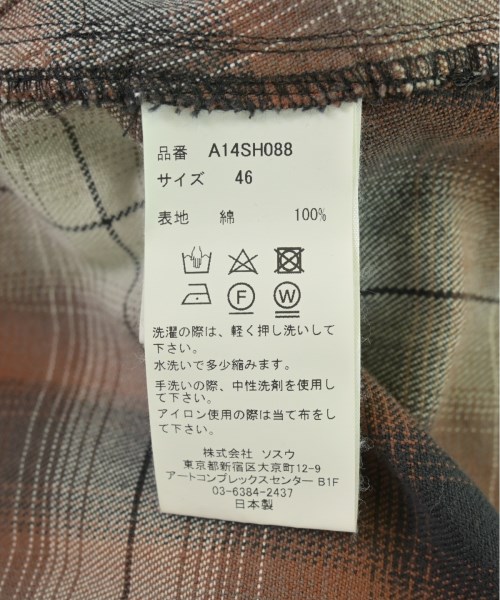 品番 A14SH088
サイズ 46
表地 綿 100%
F W
洗濯の際は、軽く押し洗いして
下さい。
水洗いで多少縮みます。
手洗いの際、中性洗剤を使用し
て下さい。
アイロン使用の際は当て布をし
て下さい。
株式会社 ソスウ
東京都新宿区大京町12-9
アートコンプレックスセンター B1F
03-6384-2437
日本製